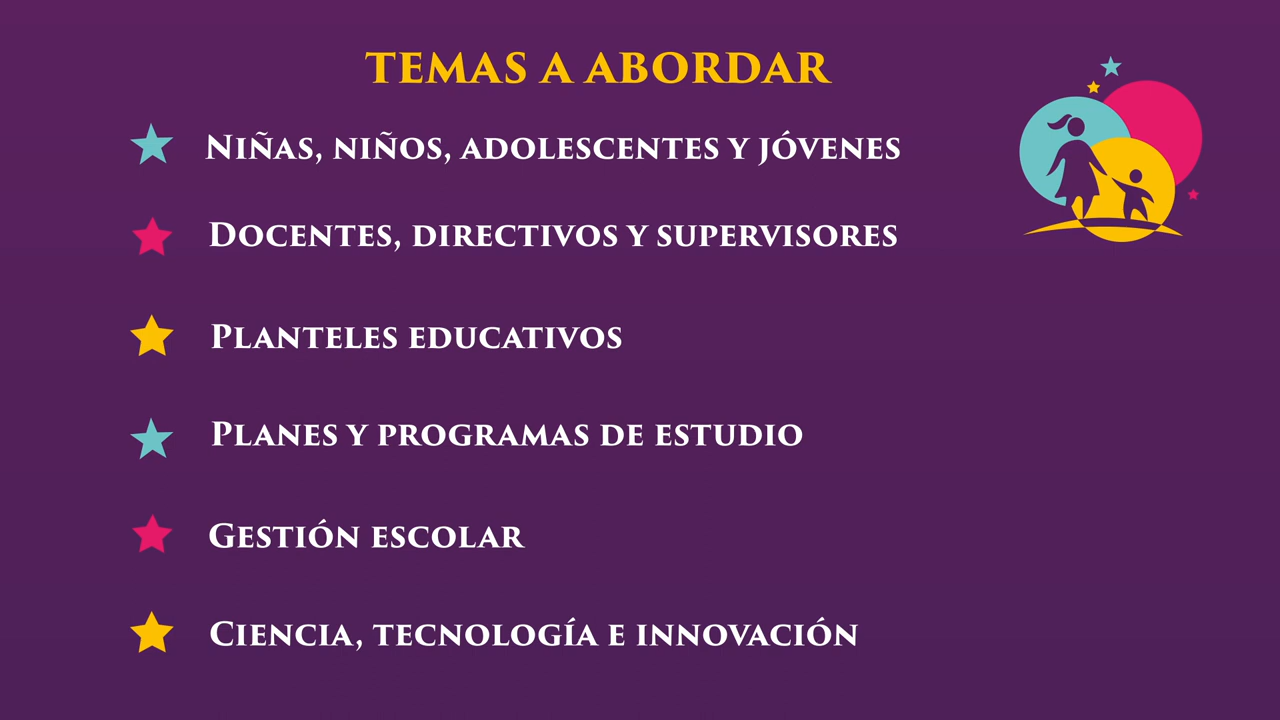 TEMAS A ABORDAR
Niñas, niños, adolescentes y jóvenes
Docentes, directivos y supervisores
Planteles educativos
Planes y programas de estudio
Gestión escolar
Ciencia, tecnología e innovación